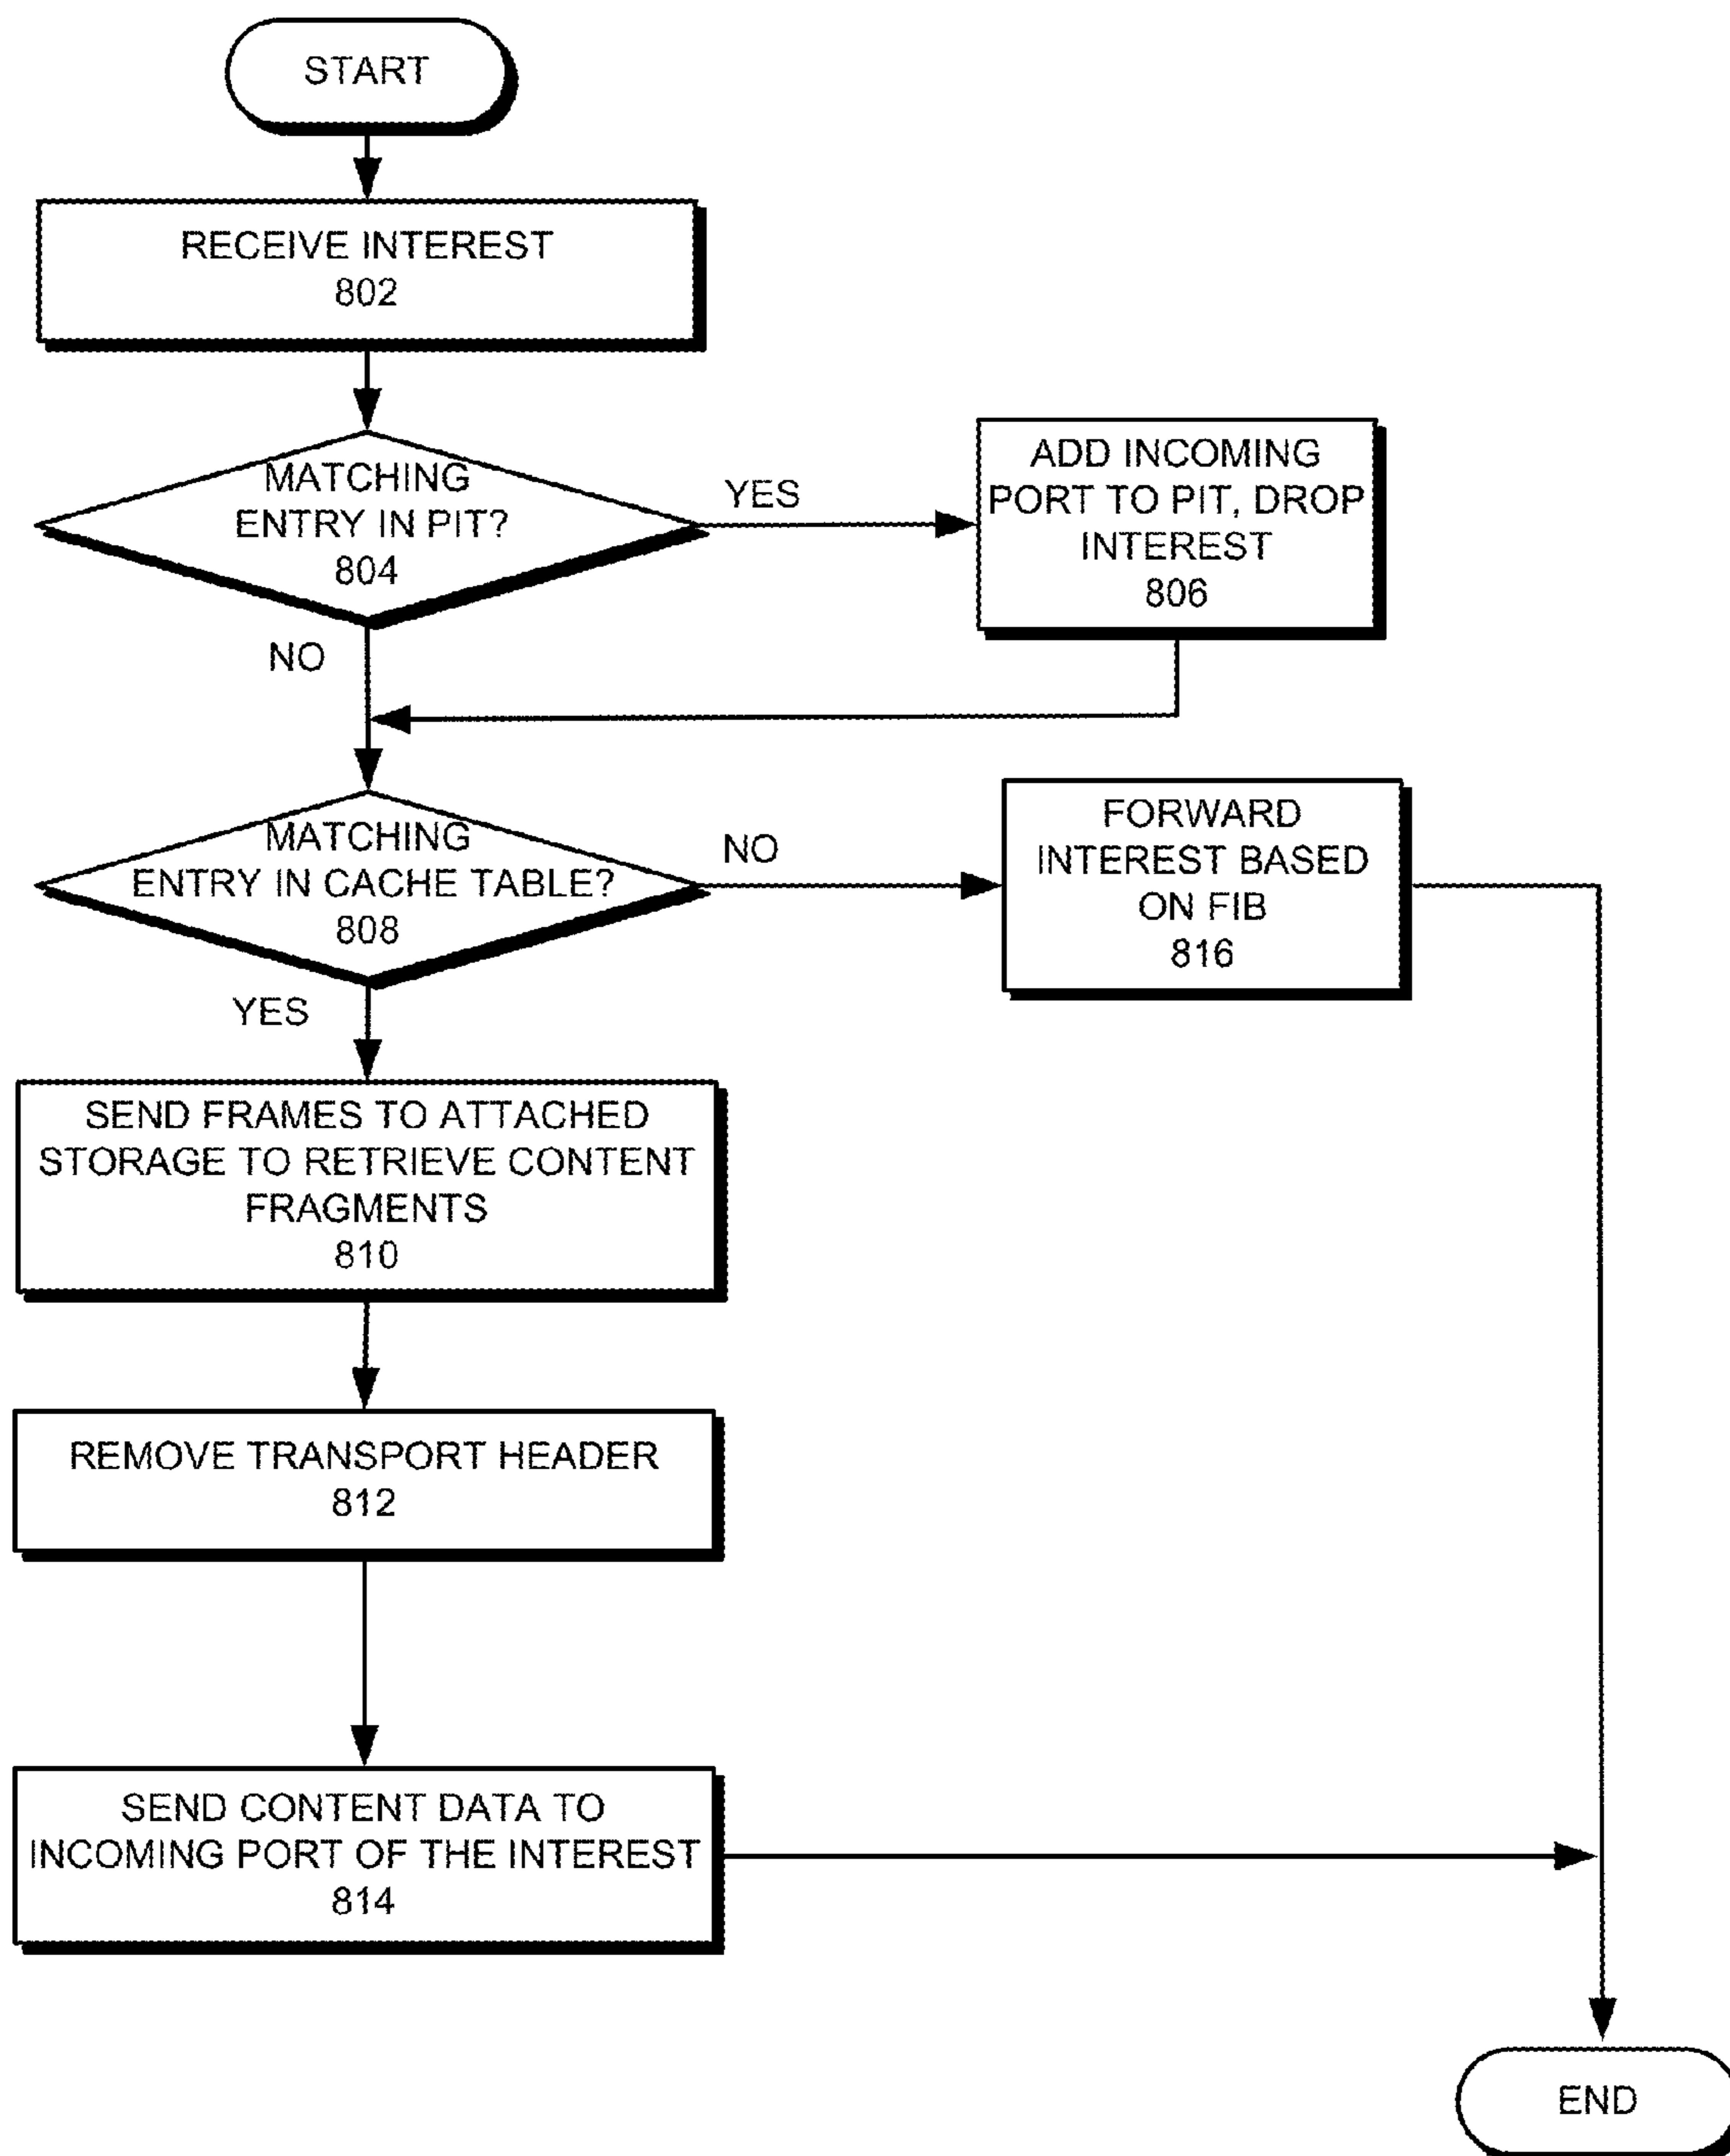 START
RECEIVE INTEREST
802
MATCHING
ENTRY IN PIT?
804
YES
ADD INCOMING
PORT TO PIT, DROP
INTEREST
806
NO
MATCHING
ENTRY IN CACHE TABLE?
808
NO
FORWARD
INTEREST BASED
ON FIB
816
YES
SEND FRAMES TO ATTACHED
STORAGE TO RETRIEVE CONTENT
FRAGMENTS
810
REMOVE TRANSPORT HEADER
812
SEND CONTENT DATA TO
INCOMING PORT OF THE INTEREST
814
END